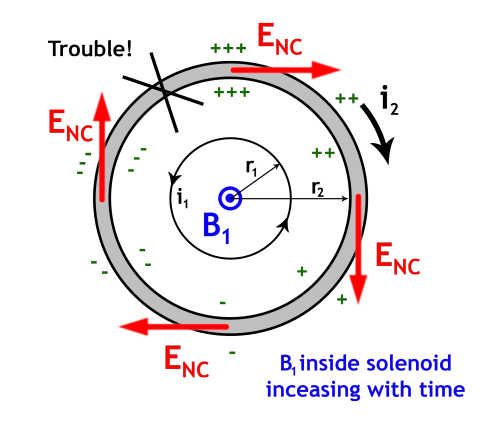 Trouble!
+++
E_NC
+++
++
i_2
E_NC
- - -
- - -
++
r_1
r_2
i_1
B_1
E_NC
- -
- -
+
+
-
-
E_NC
B_1 inside solenoid
inceasing with time